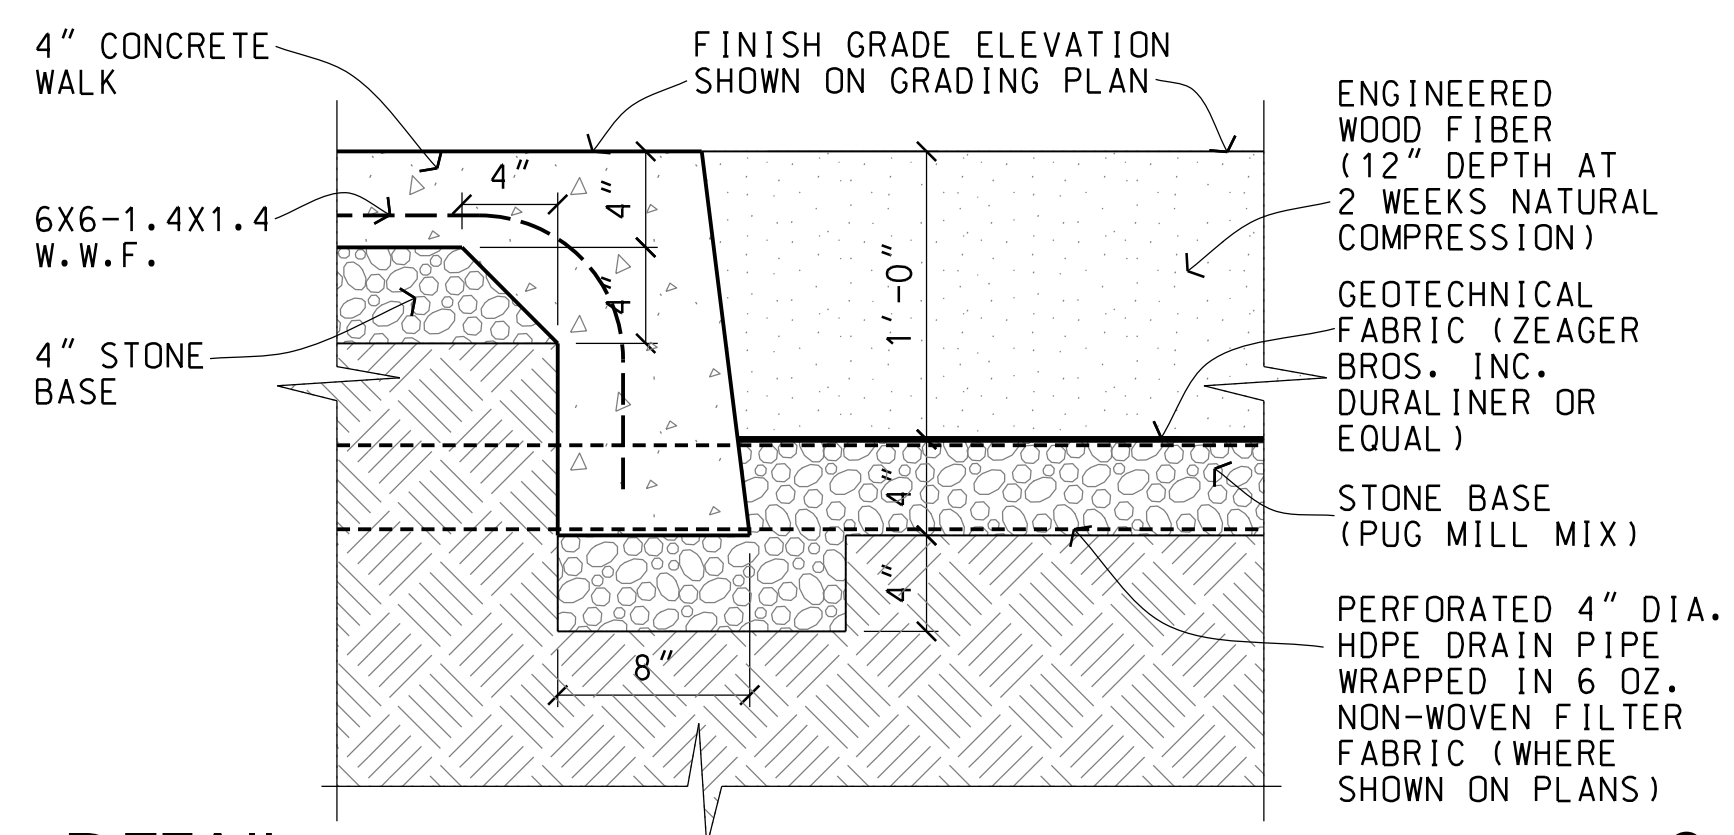 4" CONCRETE
WALK
FINISH GRADE ELEVATION
SHOWN ON GRADING PLAN
ENGINEERED
WOOD FIBER
(12" DEPTH AT
2 WEEKS NATURAL
COMPRESSION)
6X6-1.4X1.4
W.W.F.
4"
4"
4"
1'-0"
GEOTECHNICAL
FABRIC (ZEAGER
BROS. INC.
DURALINER OR
EQUAL)
4" STONE
BASE
4"
STONE BASE
(PUG MILL MIX)
4"
8"
PERFORATED 4" DIA.
HDPE DRAIN PIPE
WRAPPED IN 6 OZ.
NON-WOVEN FILTER
FABRIC (WHERE
SHOWN ON PLANS)